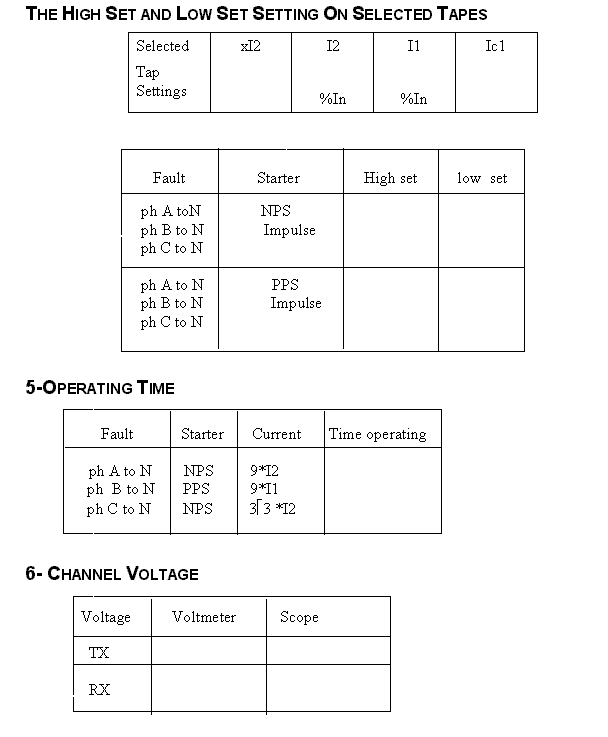 THE HIGH SET AND LOW SET SETTING ON SELECTED TAPES
Selected Tap Settings xI2 I2 %In I1 %In Ic1
Fault Starter High set low set
ph A toN NPS
ph B to N Impulse
ph C to N
ph A to N PPS
ph B to N Impulse
ph C to N
5-OPERATING TIME
Fault Starter Current Time operating
ph A to N NPS 9*I2
ph B to N PPS 9*I1
ph C to N NPS 3⌈3 *I2
6- CHANNEL VOLTAGE
Voltage Voltmeter Scope
TX
RX